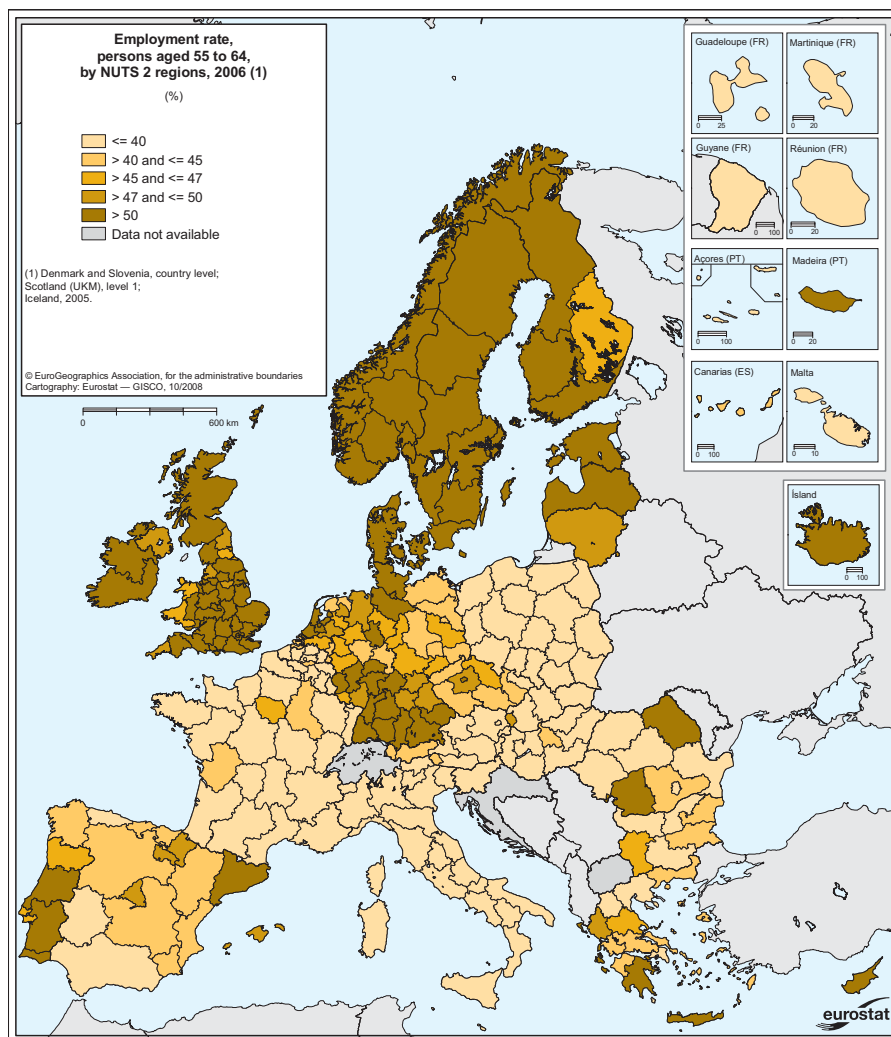 Employment rate,
persons aged 55 to 64,
by NUTS 2 regions, 2006 (1)
(%)
<= 40
> 40 and <= 45
> 45 and <= 47
> 47 and <= 50
> 50
Data not available
(1) Denmark and Slovenia, country level;
Scotland (UKM), level 1;
Iceland, 2005.
© EuroGeographics Association, for the administrative boundaries
Cartography: Eurostat — GISCO, 10/2008
0 600 km
Guadeloupe (FR)
0 25
Martinique (FR)
0 20
Guyane (FR)
0 100
Réunion (FR)
0 20
Açores (PT)
0 100
Madeira (PT)
0 20
Canarias (ES)
0 100
Malta
0 10
Ísland
0 100
eurostat